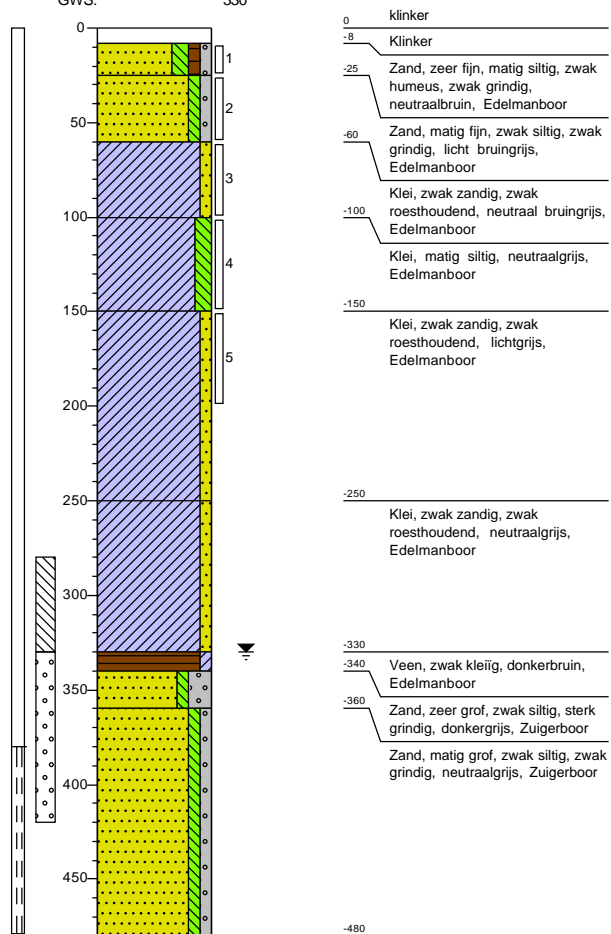 GWS: 330
0
50
100
150
200
250
300
350
400
450
1
2
3
4
5
0
klinker
-8
Klinker
-25
Zand, zeer fijn, matig siltig, zwak
humeus, zwak grindig,
neutraalbruin, Edelmanboor
-60
Zand, matig fijn, zwak siltig, zwak
grindig, licht bruingrijs,
Edelmanboor
-100
Klei, zwak zandig, zwak
roesthoudend, neutraal bruingrijs,
Edelmanboor
Klei, matig siltig, neutraalgrijs,
Edelmanboor
-150
Klei, zwak zandig, zwak
roesthoudend, lichtgrijs,
Edelmanboor
-250
Klei, zwak zandig, zwak
roesthoudend, neutraalgrijs,
Edelmanboor
-330
-340
Veen, zwak kleiïg, donkerbruin,
Edelmanboor
-360
Zand, zeer grof, zwak siltig, sterk
grindig, donkergrijs, Zuigerboor
Zand, matig grof, zwak siltig, zwak
grindig, neutraalgrijs, Zuigerboor
-480